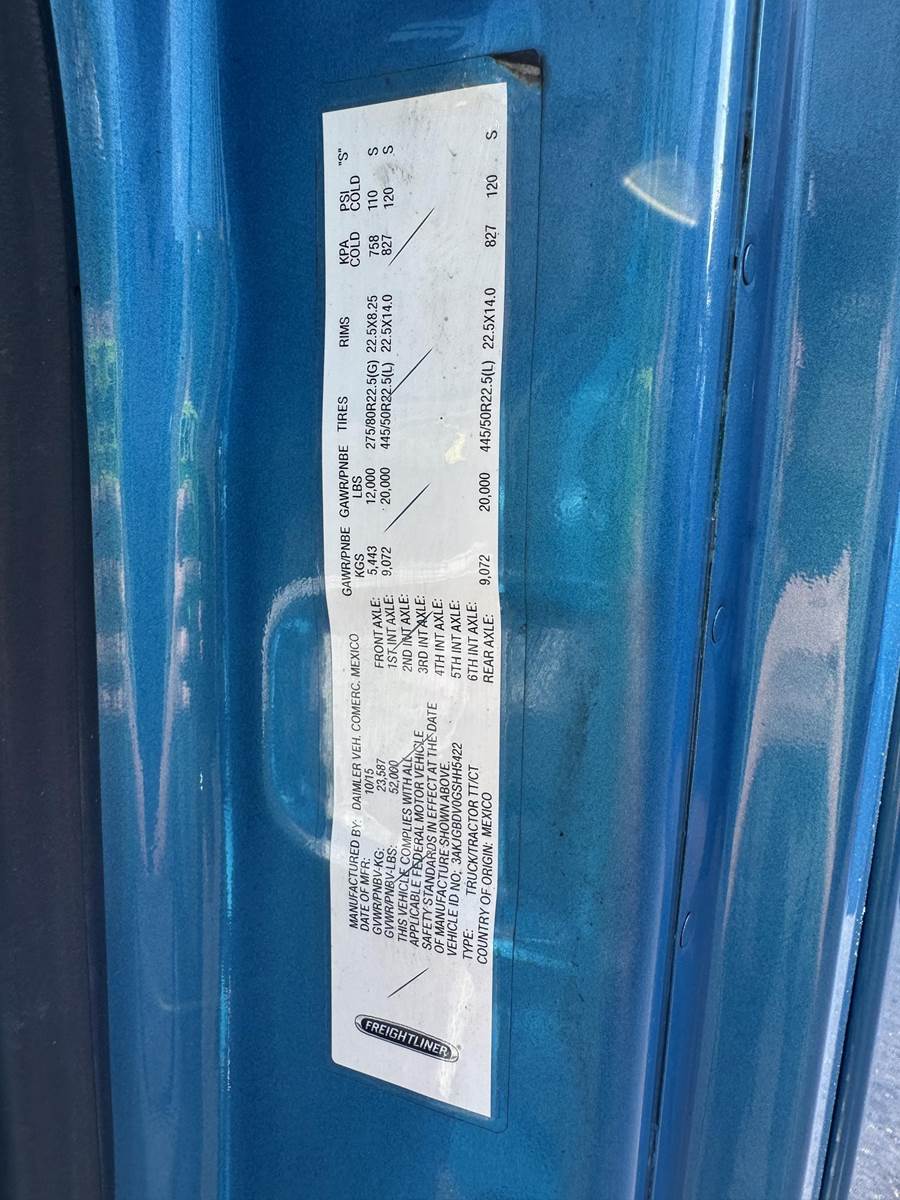 FREIGHTLINER
MANUFACTURED BY: DAIMLER VEH. COMERC. MEXICO
DATE OF MFR: 10/15
GVWR/PNBV-KG: 23,587
GVWR/PNBV-LBS: 52,000
THIS VEHICLE COMPLIES WITH ALL
APPLICABLE FEDERAL MOTOR VEHICLE
SAFETY STANDARDS IN EFFECT AT THE DATE
OF MANUFACTURE SHOWN ABOVE.
VEHICLE ID NO: 3AKJGBDV0GSHH5422
TYPE: TRUCK/TRACTOR TT/CT
COUNTRY OF ORIGIN: MEXICO
GAWR/PNBE GAWR/PNBE TIRES RIMS KPA PSI "S"
KGS LBS COLD COLD
FRONT AXLE: 5,443 12,000 275/80R22.5(G) 22.5X8.25 758 110 S
1ST INT AXLE: 9,072 20,000 445/50R22.5(L) 22.5X14.0 827 120 S
2ND INT AXLE:
3RD INT AXLE:
4TH INT AXLE:
5TH INT AXLE:
6TH INT AXLE:
REAR AXLE: 9,072 20,000 445/50R22.5(L) 22.5X14.0 827 120 S